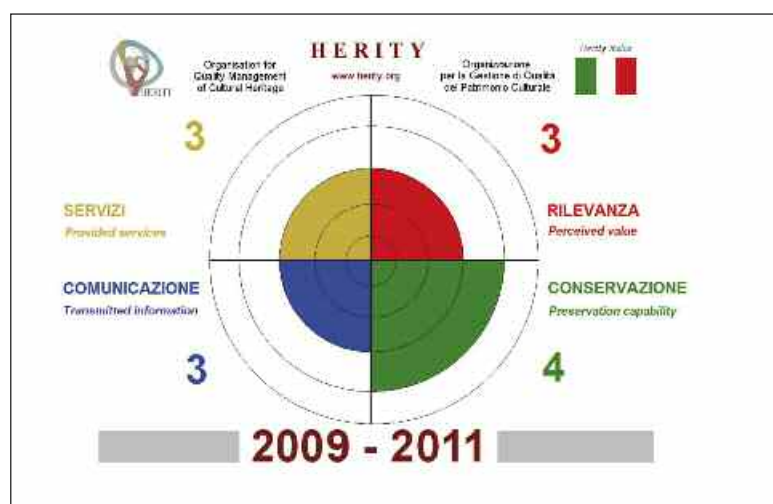 HERITY
Organisation for
Quality Management
of Cultural Heritage
HERITY
www.herity.org
Organizzazione
per la Gestione di Qualità
del Patrimonio Culturale
Herity Italia
3
3
SERVIZI
Provided services
RILEVANZA
Perceived value
COMUNICAZIONE
Transmitted information
CONSERVAZIONE
Preservation capability
3
4
2009 - 2011